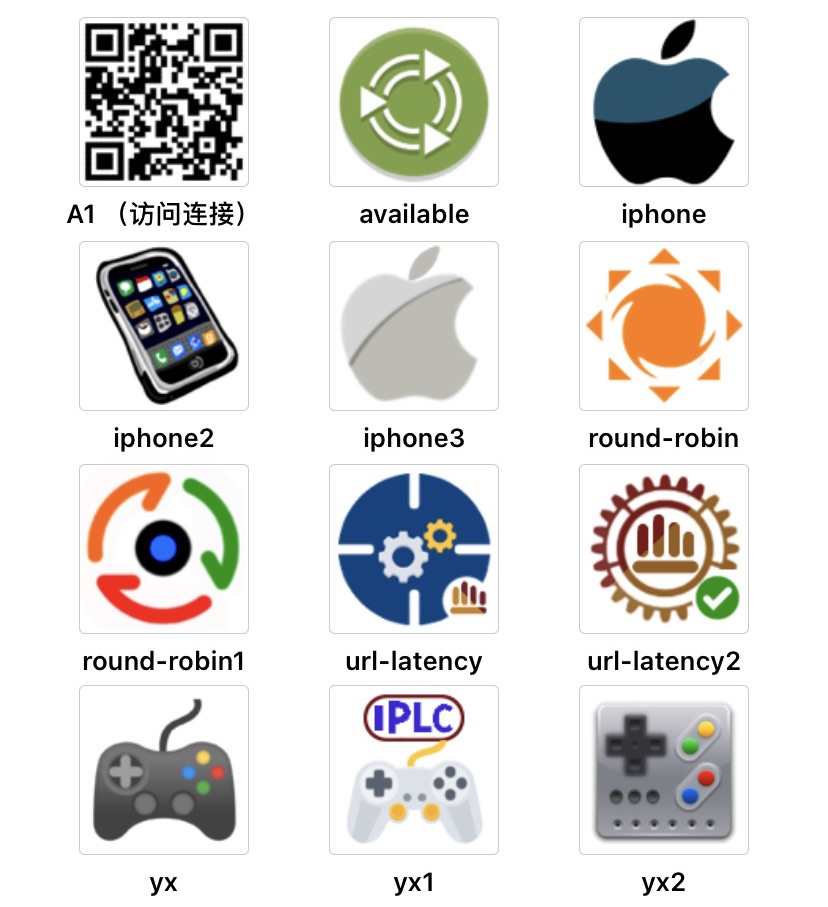 A1 （访问连接）
available
iphone
iphone2
iphone3
round-robin
round-robin1
url-latency
url-latency2
yx
IPLC
yx1
yx2